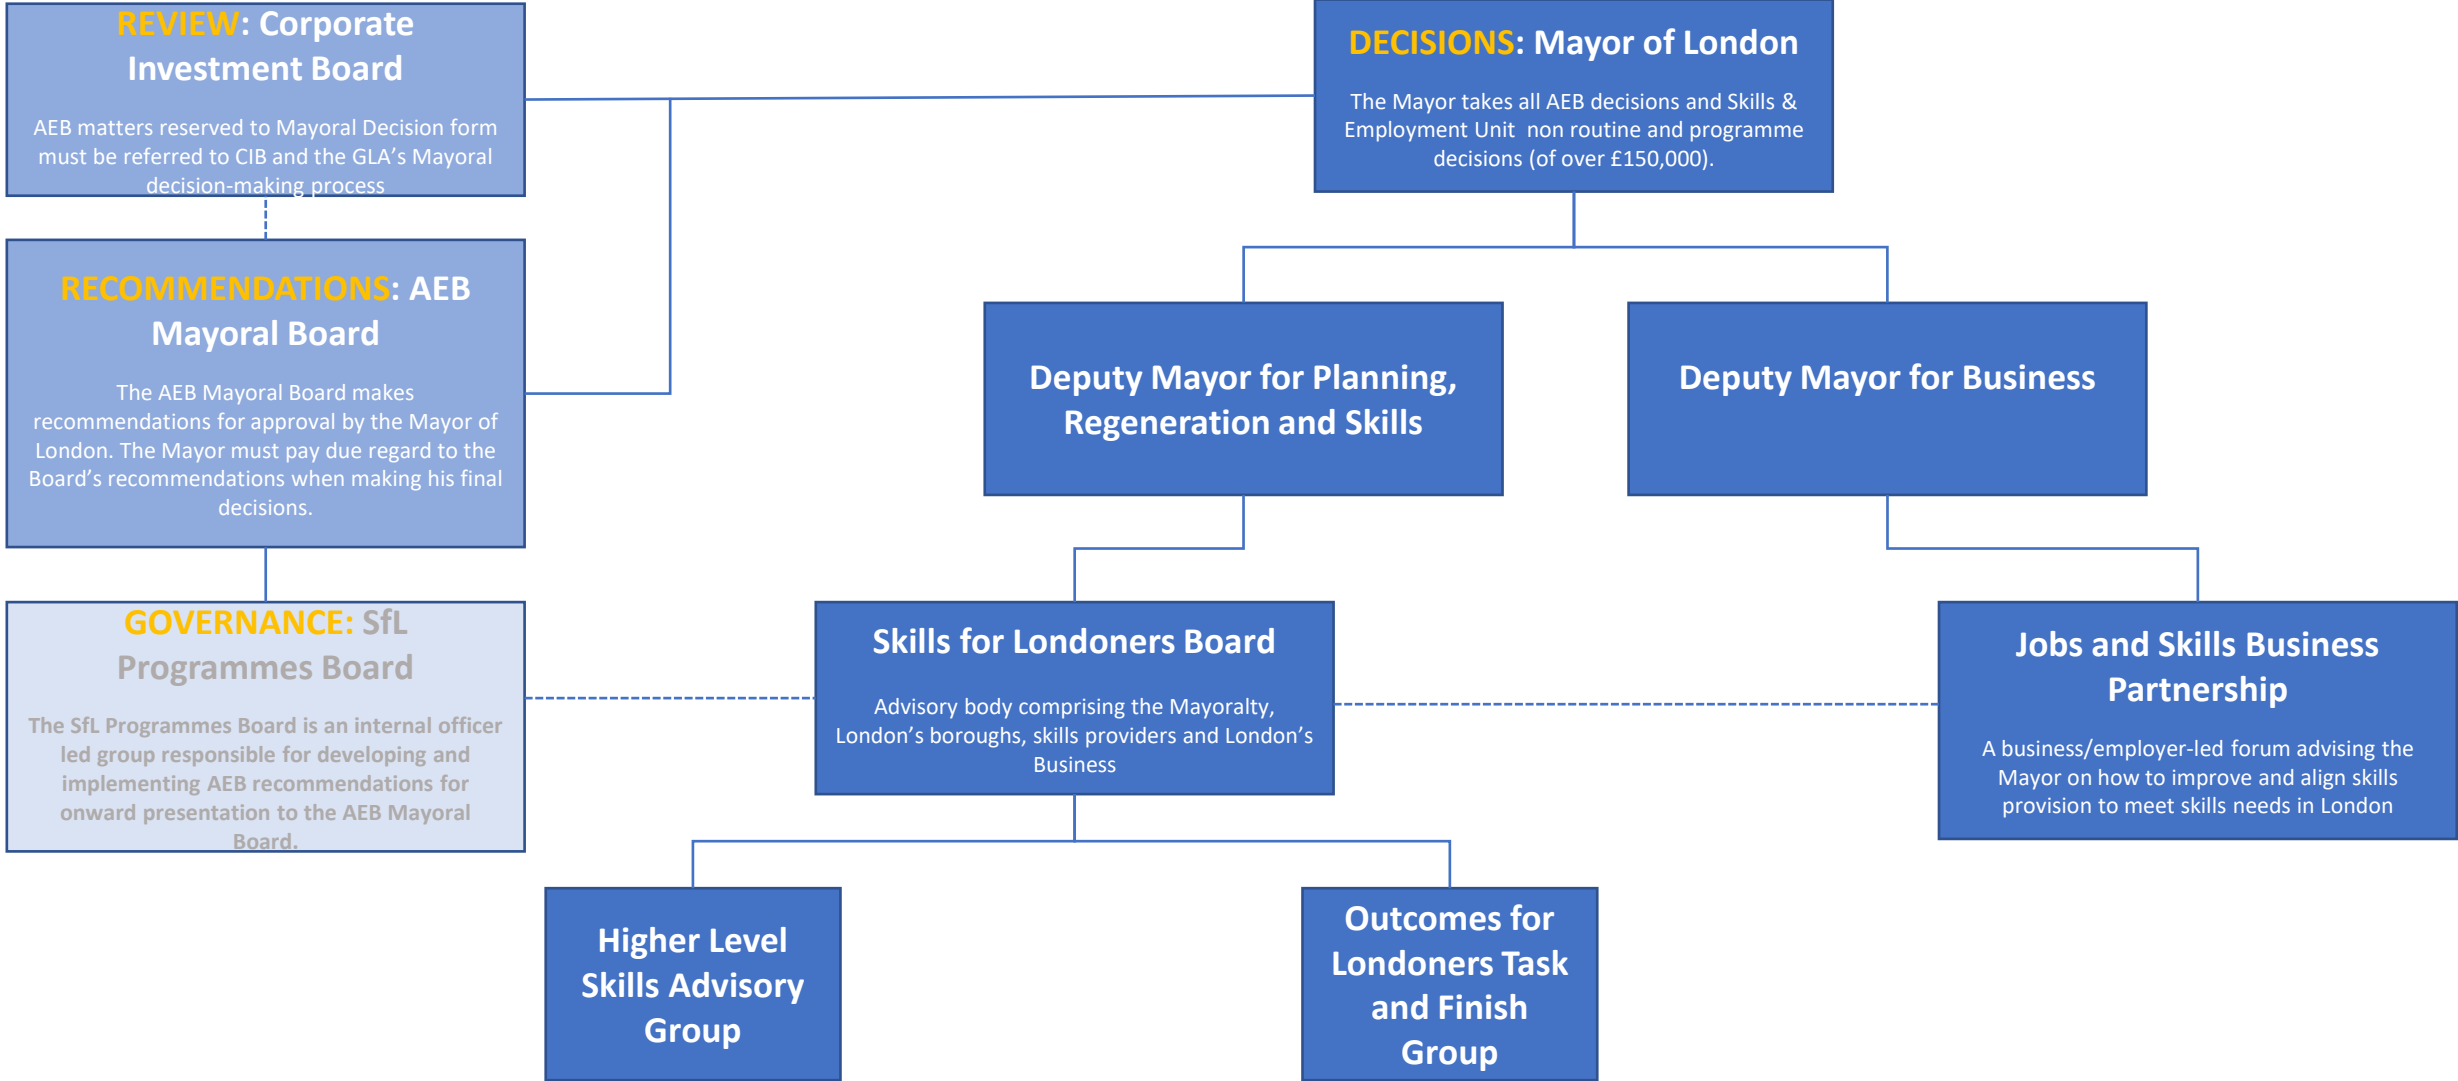 REVIEW: Corporate
Investment Board
AEB matters reserved to Mayoral Decision form
must be referred to CIB and the GLA's Mayoral
decision-making process
DECISIONS: Mayor of London
The Mayor takes all AEB decisions and Skills &
Employment Unit  non routine and programme
decisions (of over £150,000).
RECOMMENDATIONS: AEB
Mayoral Board
The AEB Mayoral Board makes
recommendations for approval by the Mayor of
London. The Mayor must pay due regard to the
Board's recommendations when making his final
decisions.
Deputy Mayor for Planning,
Regeneration and Skills
Deputy Mayor for Business
GOVERNANCE: SfL
Programmes Board
The SfL Programmes Board is an internal officer
led group responsible for developing and
implementing AEB recommendations for
onward presentation to the AEB Mayoral
Board.
Skills for Londoners Board
Advisory body comprising the Mayoralty,
London's boroughs, skills providers and London's
Business
Jobs and Skills Business
Partnership
A business/employer-led forum advising the
Mayor on how to improve and align skills
provision to meet skills needs in London
Higher Level
Skills Advisory
Group
Outcomes for
Londoners Task
and Finish
Group